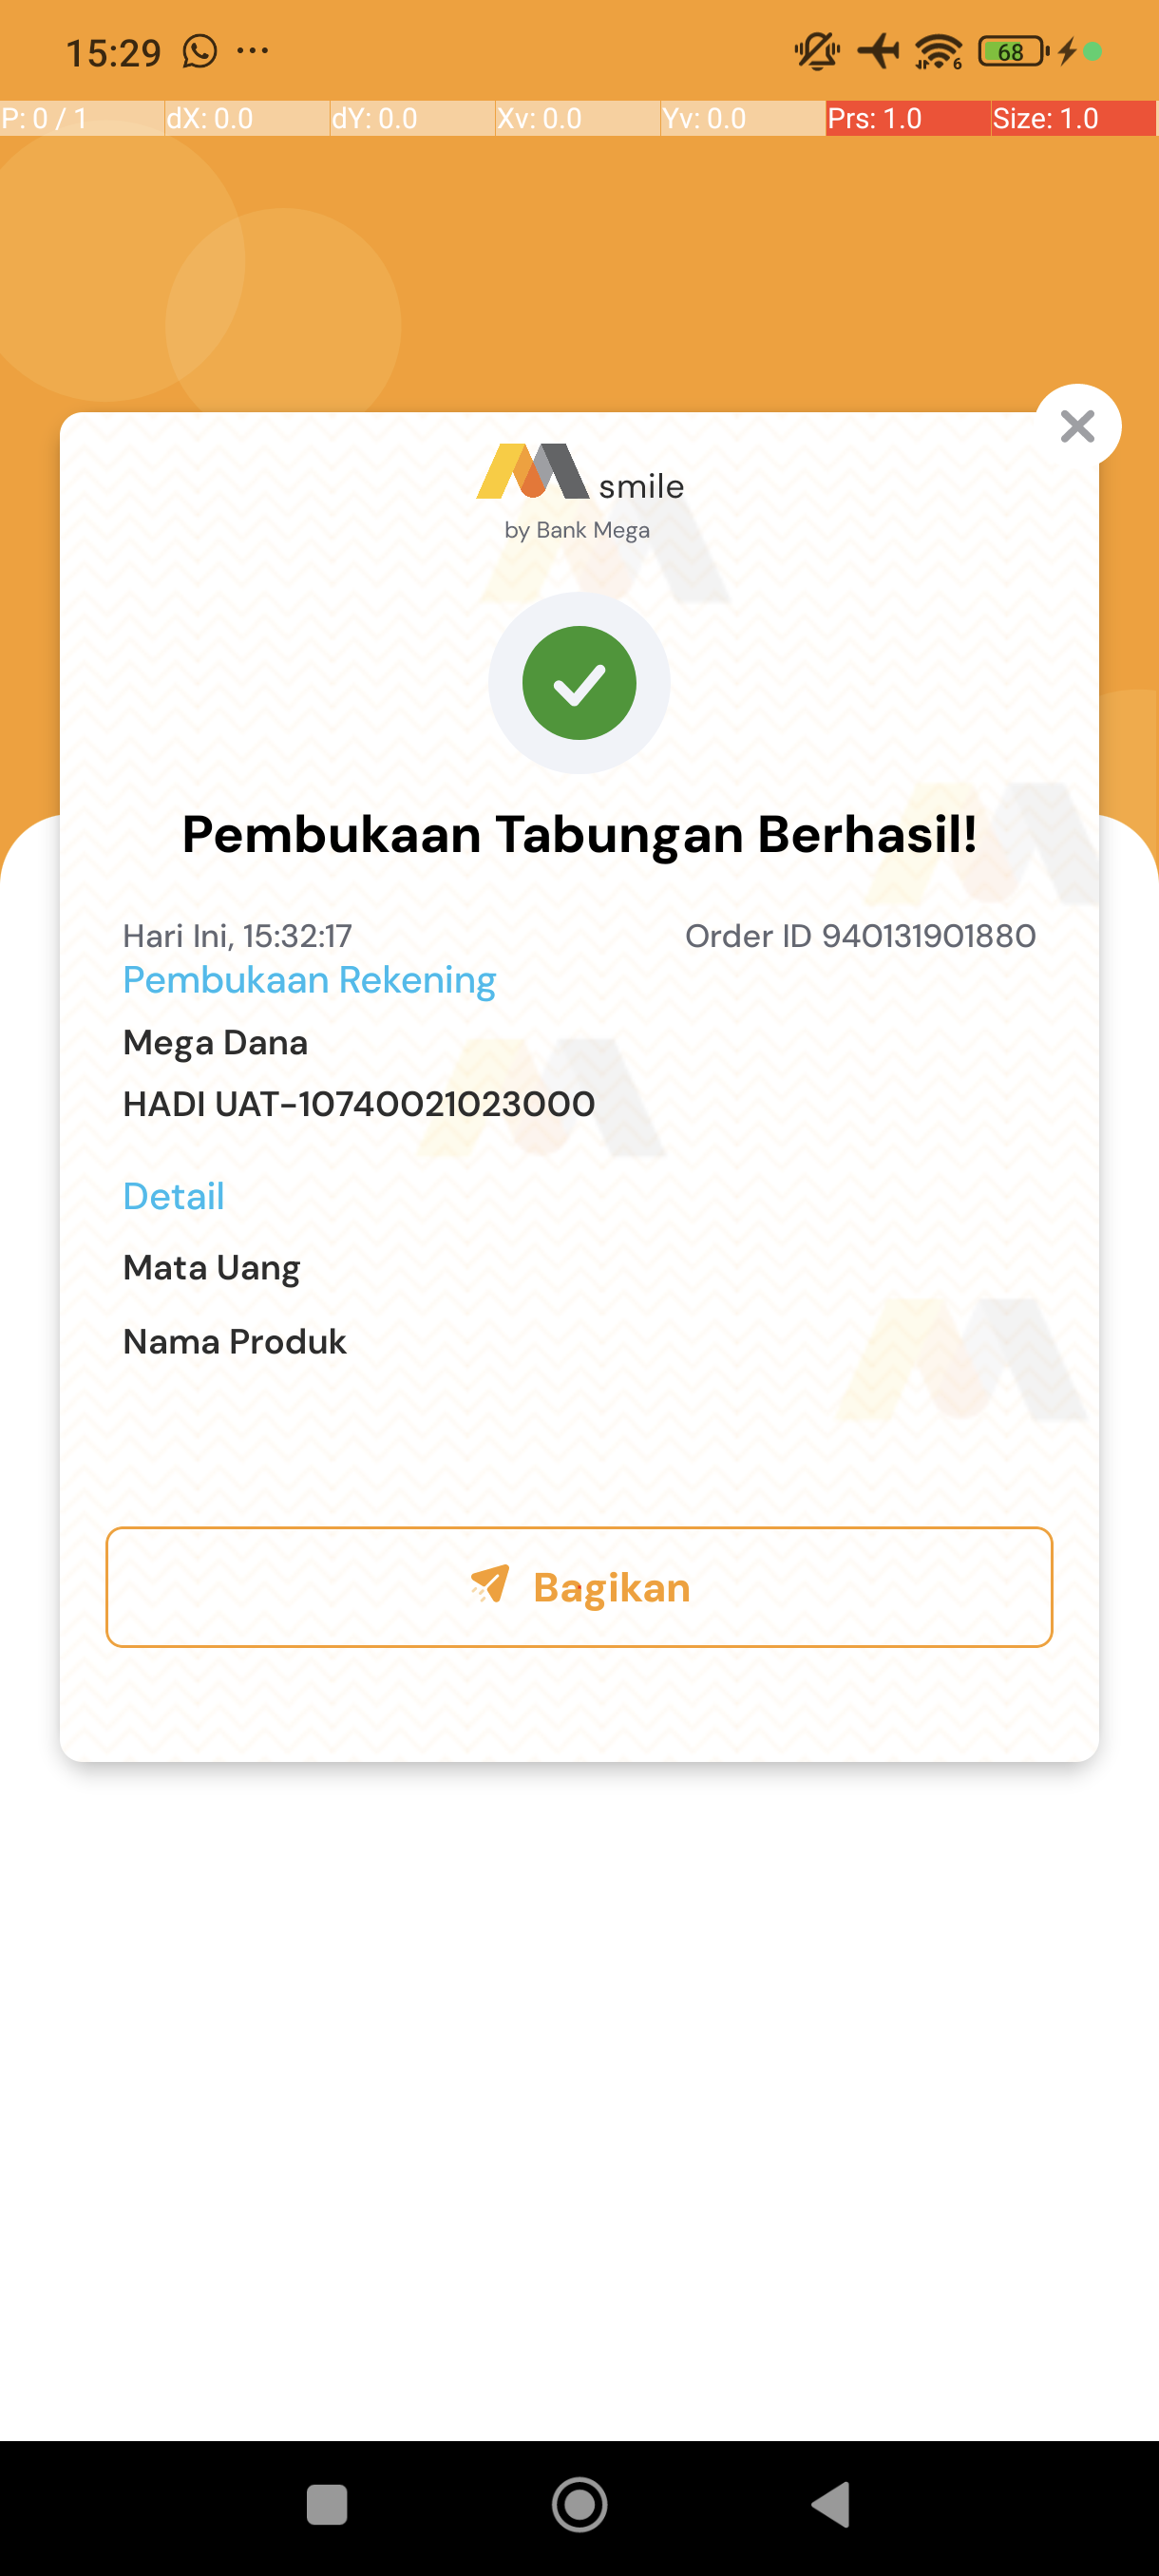 15:29
68
P: 0 / 1 dX: 0.0 dY: 0.0 Xv: 0.0 Yv: 0.0 Prs: 1.0 Size: 1.0
smile
by Bank Mega
Pembukaan Tabungan Berhasil!
Hari Ini, 15:32:17 Order ID 940131901880
Pembukaan Rekening
Mega Dana
HADI UAT-10740021023000
Detail
Mata Uang
Nama Produk
Bagikan